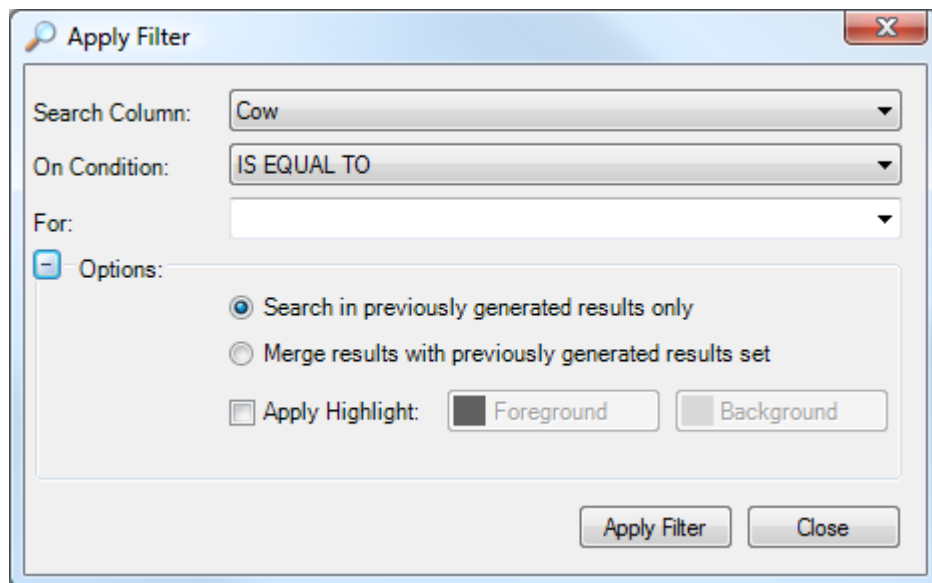 Apply Filter
Search Column: Cow
On Condition: IS EQUAL TO
For:
Options:
Search in previously generated results only
Merge results with previously generated results set
Apply Highlight: Foreground Background
Apply Filter Close